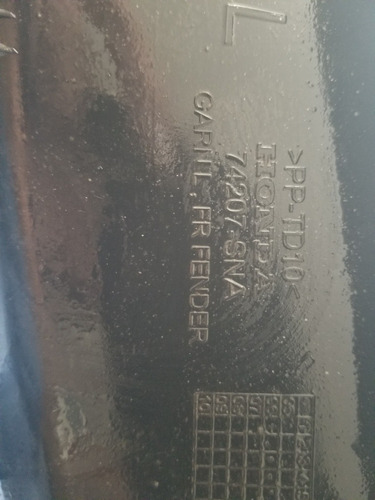 L
>PP-TD10<
HONDA
74207-SNA
GARN L , FR FENDER